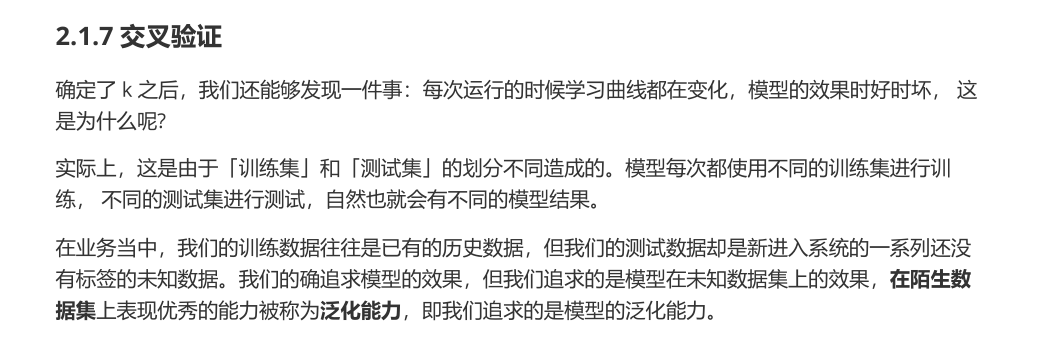 2.1.7 交叉验证
确定了 k 之后，我们还能够发现一件事：每次运行的时候学习曲线都在变化，模型的效果时好时坏， 这
是为什么呢?
实际上，这是由于「训练集」和「测试集」的划分不同造成的。模型每次都使用不同的训练集进行训
练， 不同的测试集进行测试，自然也就会有不同的模型结果。
在业务当中，我们的训练数据往往是已有的历史数据，但我们的测试数据却是新进入系统的一系列还没
有标签的未知数据。我们的确追求模型的效果，但我们追求的是模型在未知数据集上的效果，在陌生数
据集上表现优秀的能力被称为泛化能力，即我们追求的是模型的泛化能力。